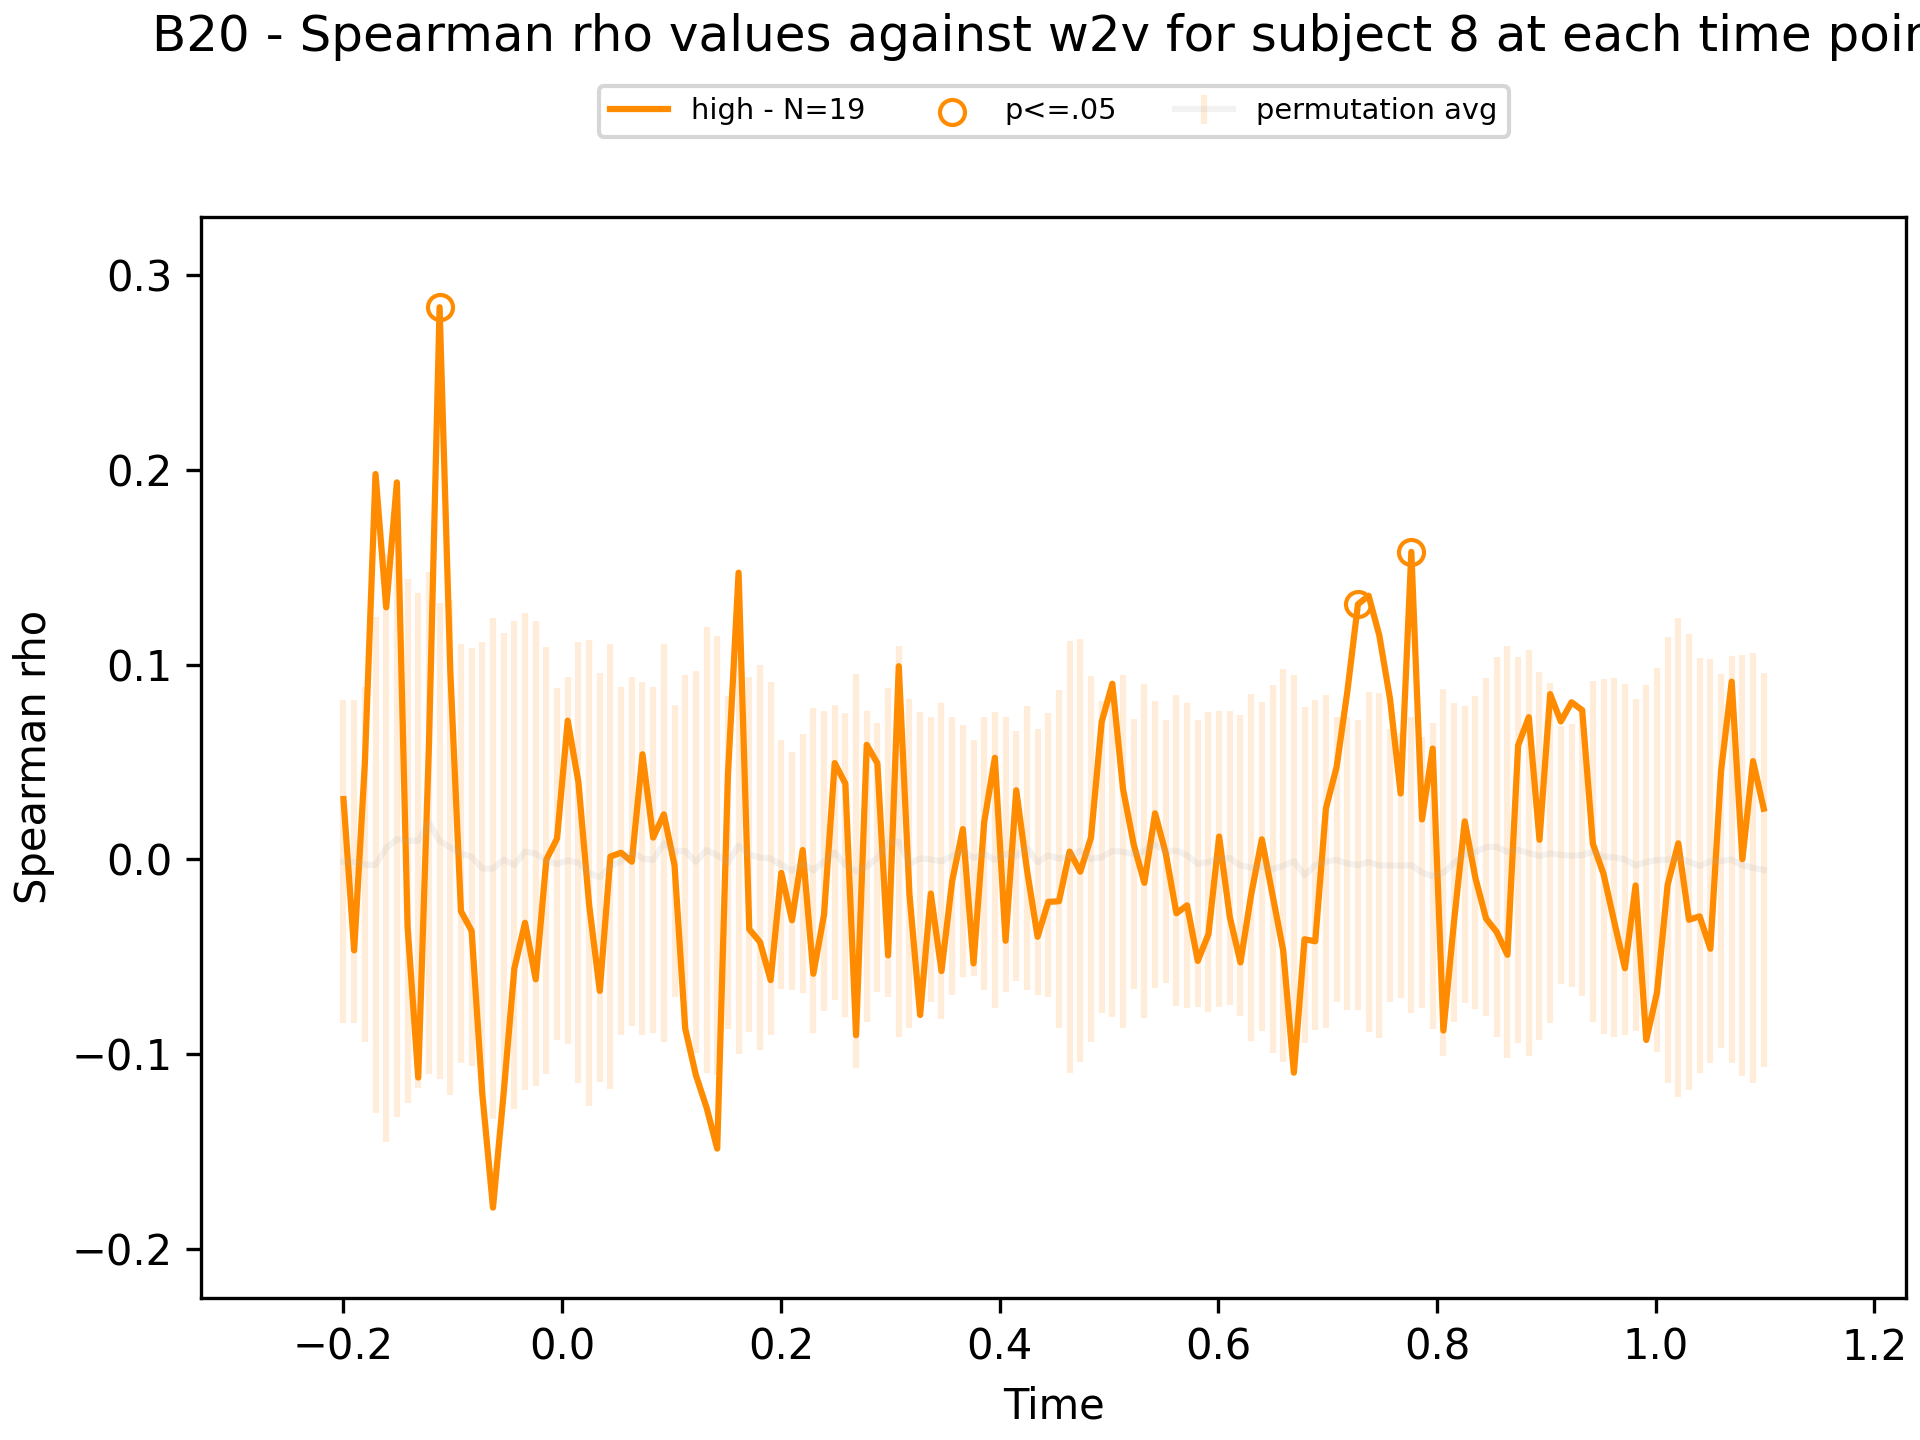 B20 - Spearman rho values against w2v for subject 8 at each time
high - N=19 p<=.05 permutation avg
0.3
0.2
0.1
0.0
−0.1
−0.2
Spearman rho
−0.2 0.0 0.2 0.4 0.6 0.8 1.0 1.2
Time